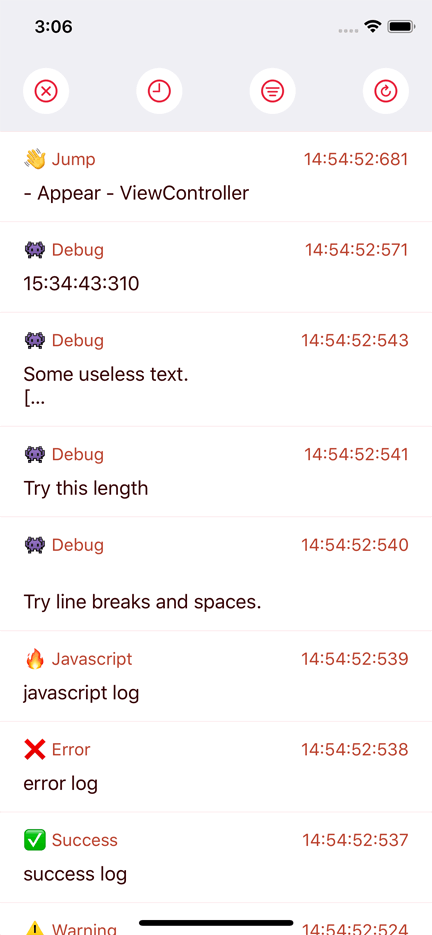 3:06
👋 Jump 14:54:52:681
- Appear - ViewController
👾 Debug 14:54:52:571
15:34:43:310
👾 Debug 14:54:52:543
Some useless text.
[...
👾 Debug 14:54:52:541
Try this length
👾 Debug 14:54:52:540
Try line breaks and spaces.
🔥 Javascript 14:54:52:539
javascript log
❌ Error 14:54:52:538
error log
✅ Success 14:54:52:537
success log
⚠️ Warning 14:54:52:524